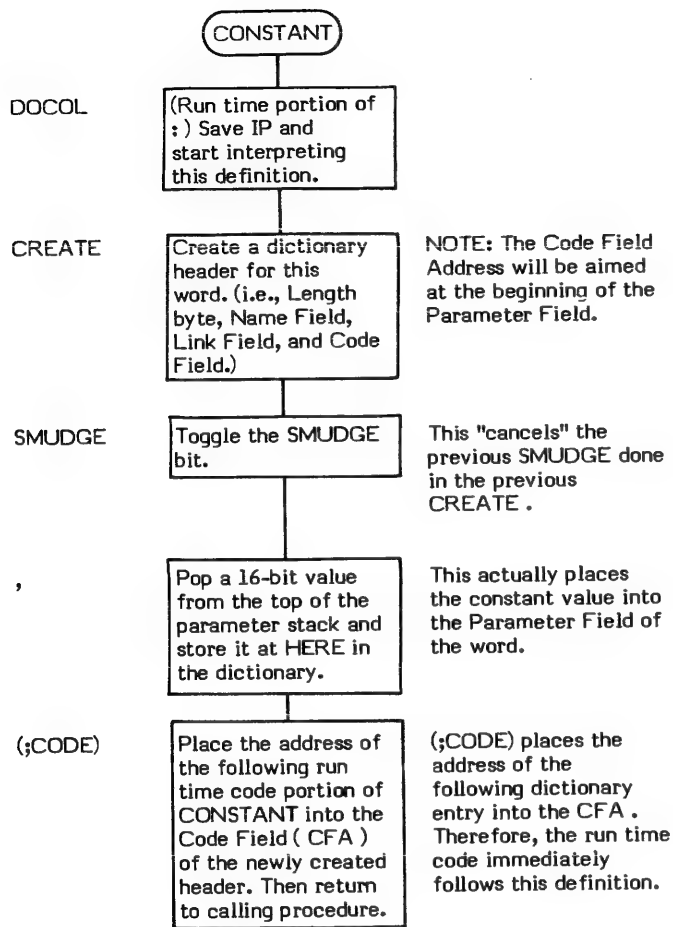 CONSTANT
DOCOL
(Run time portion of
: ) Save IP and
start interpreting
this definition.
CREATE
Create a dictionary
header for this
word. (i.e., Length
byte, Name Field,
Link Field, and Code
Field.)
NOTE: The Code Field
Address will be aimed
at the beginning of the
Parameter Field.
SMUDGE
Toggle the SMUDGE
bit.
This "cancels" the
previous SMUDGE done
in the previous
CREATE .
,
Pop a 16-bit value
from the top of the
parameter stack and
store it at HERE in
the dictionary.
This actually places
the constant value into
the Parameter Field of
the word.
(;CODE)
Place the address of
the following run
time code portion of
CONSTANT into the
Code Field ( CFA )
of the newly created
header. Then return
to calling procedure.
(;CODE) places the
address of the
following dictionary
entry into the CFA .
Therefore, the run time
code immediately
follows this definition.